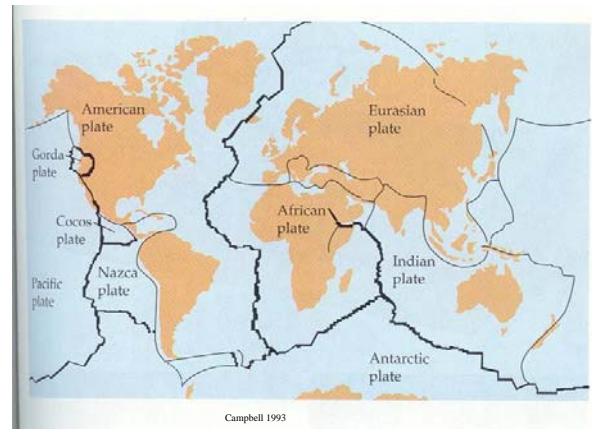 American
plate
Eurasian
plate
Gorda
plate
African
plate
Cocos
plate
Indian
plate
Nazca
plate
Pacific
plate
Antarctic
plate
Campbell 1993